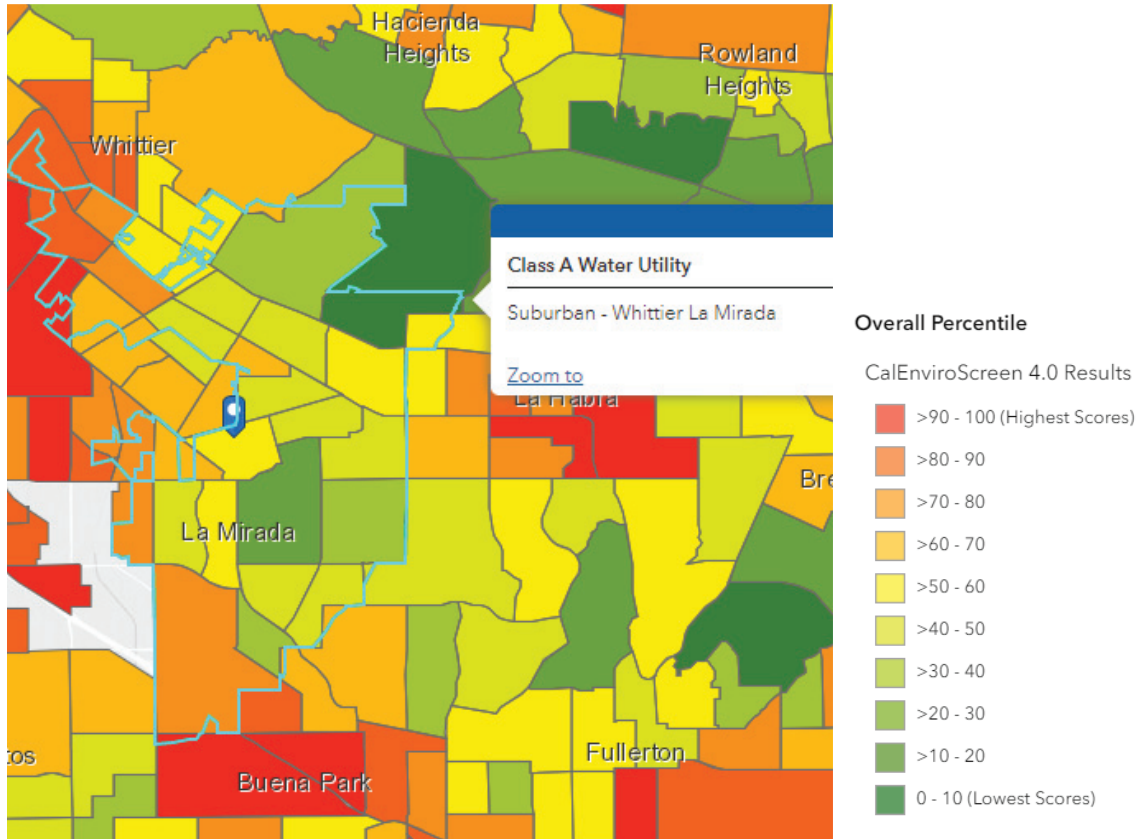 Hacienda
Heights
Rowland
Heights
Whittier
Class A Water Utility
Suburban - Whittier La Mirada
Zoom to
La Habra
Bre
La Mirada
Fullerton
tos
Buena Park
Overall Percentile
CalEnviroScreen 4.0 Results
>90 - 100 (Highest Scores)
>80 - 90
>70 - 80
>60 - 70
>50 - 60
>40 - 50
>30 - 40
>20 - 30
>10 - 20
0 - 10 (Lowest Scores)